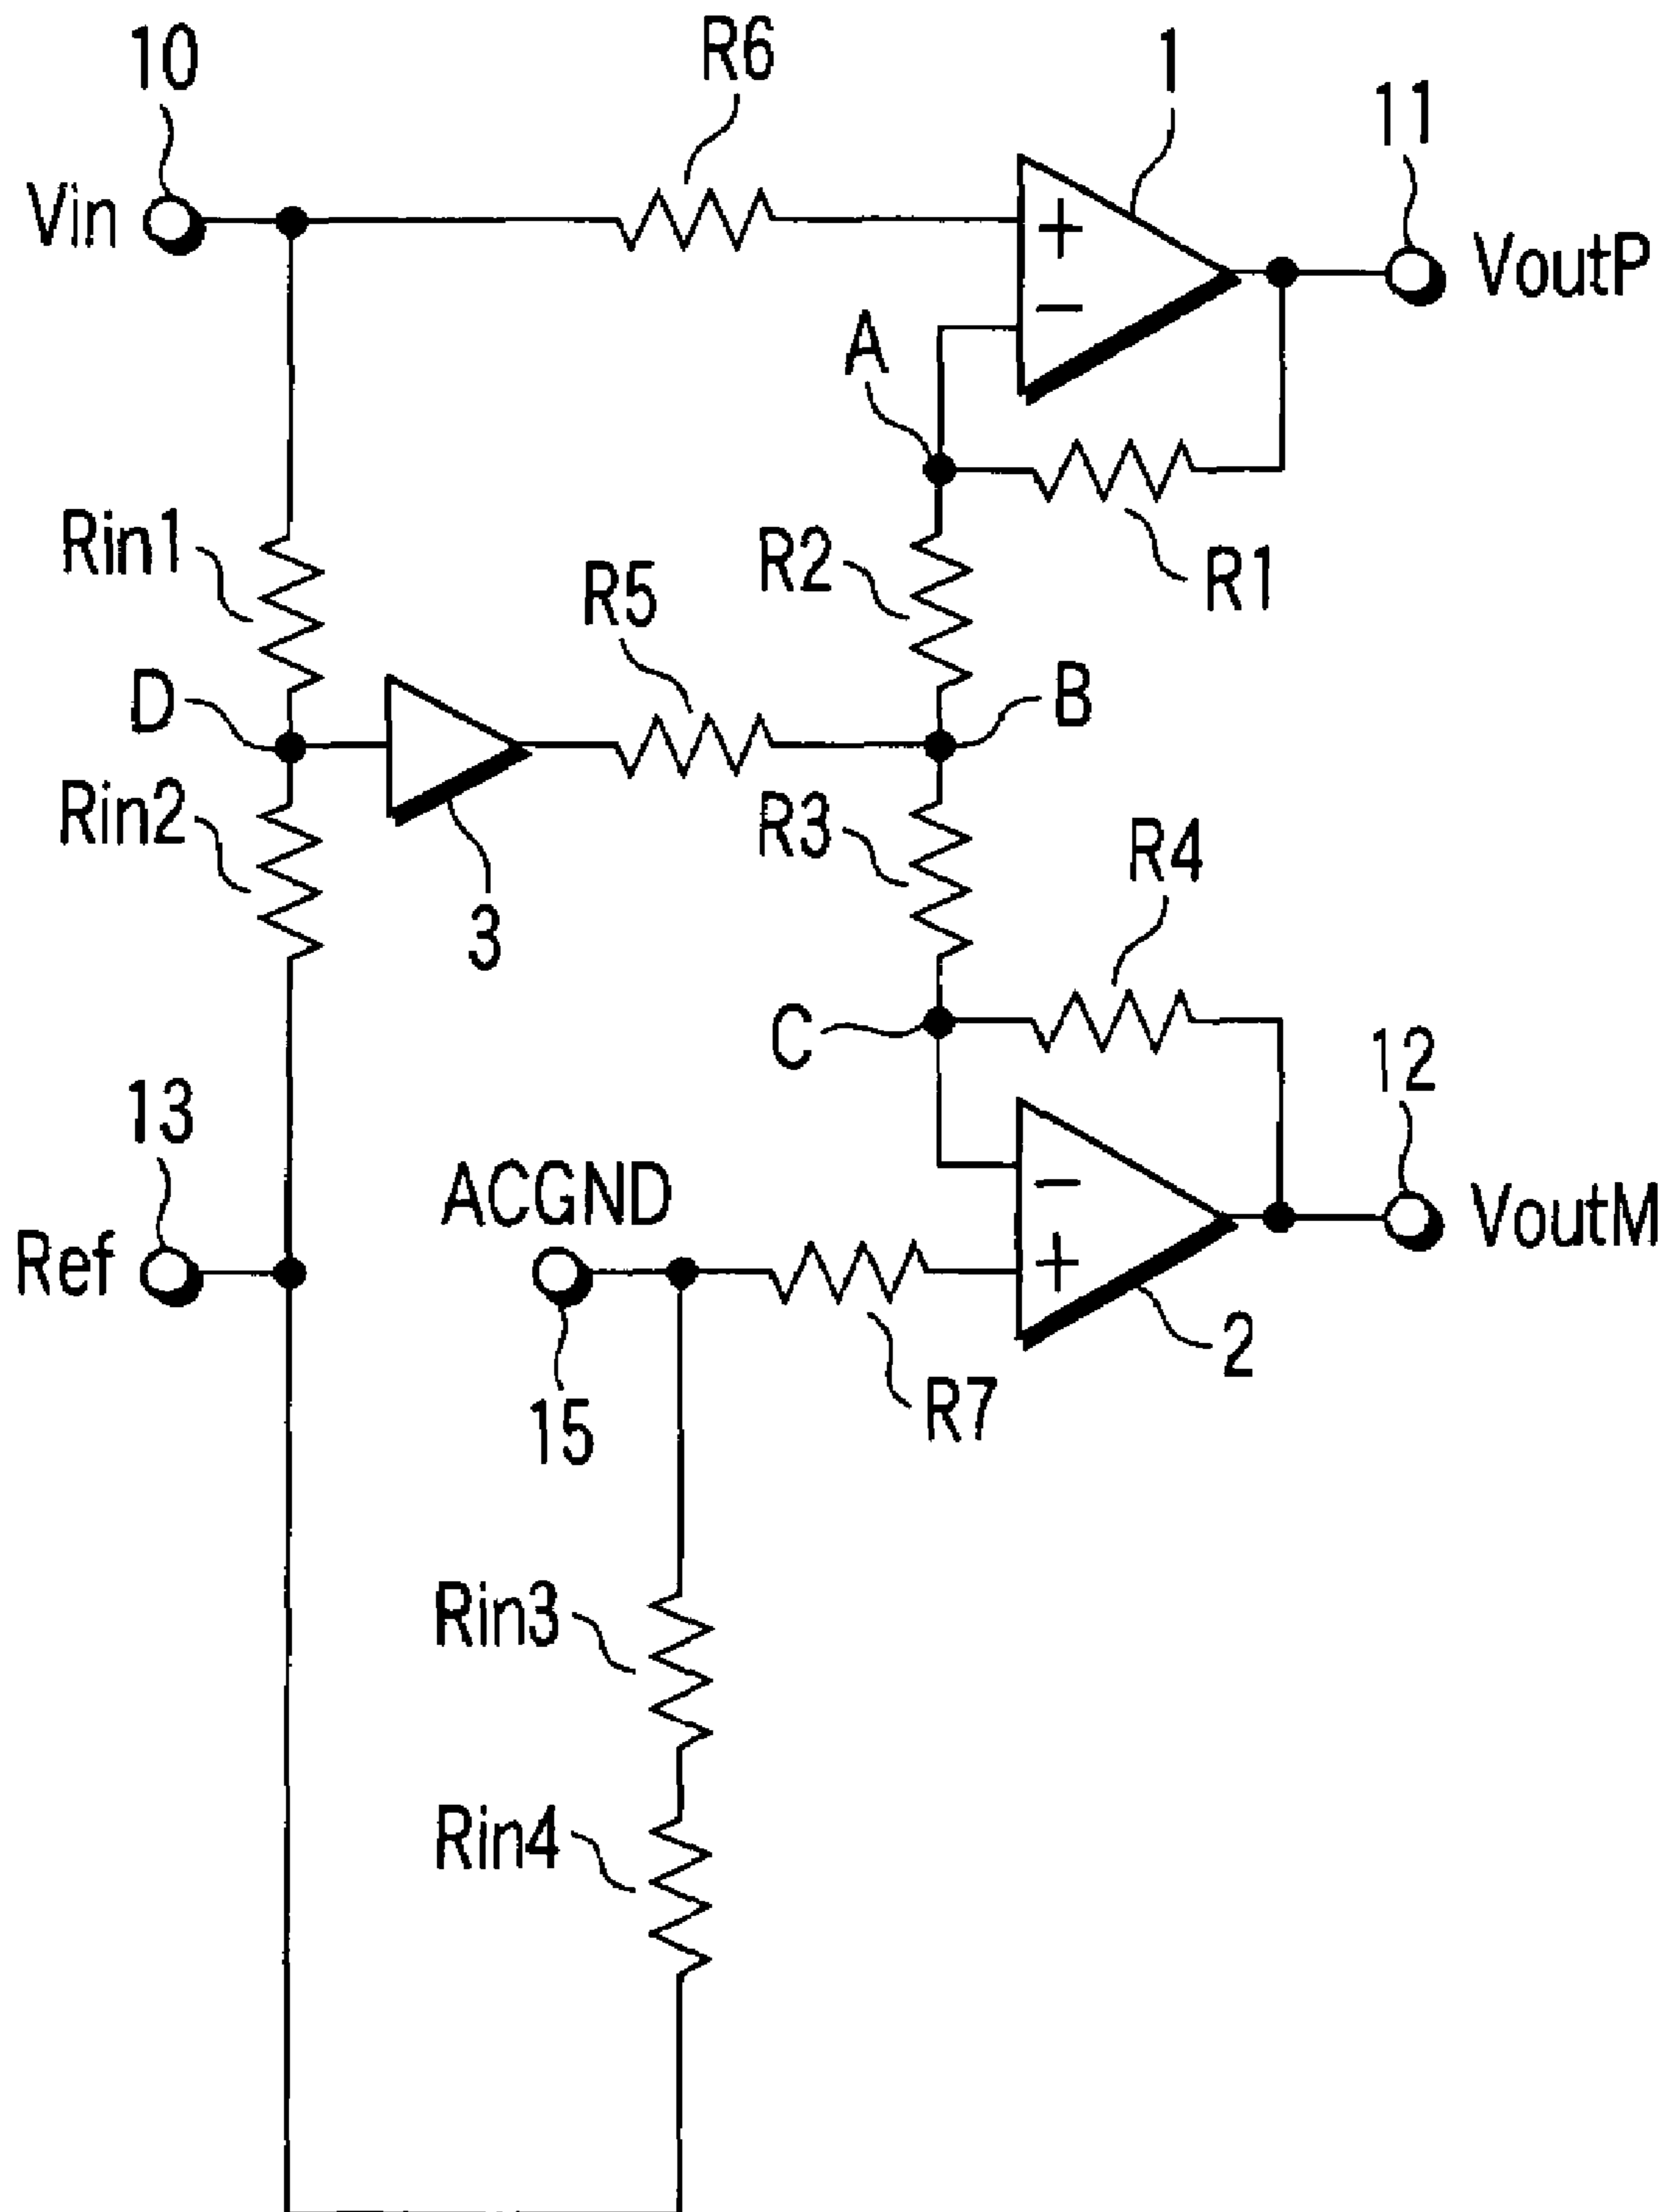 10
R6
1
11
Vin
+
−
VoutP
A
Rin1
R5
R2
R1
D
B
Rin2
R3
R4
3
C
12
13
ACGND
Ref
−
+
VoutM
2
15
R7
Rin3
Rin4